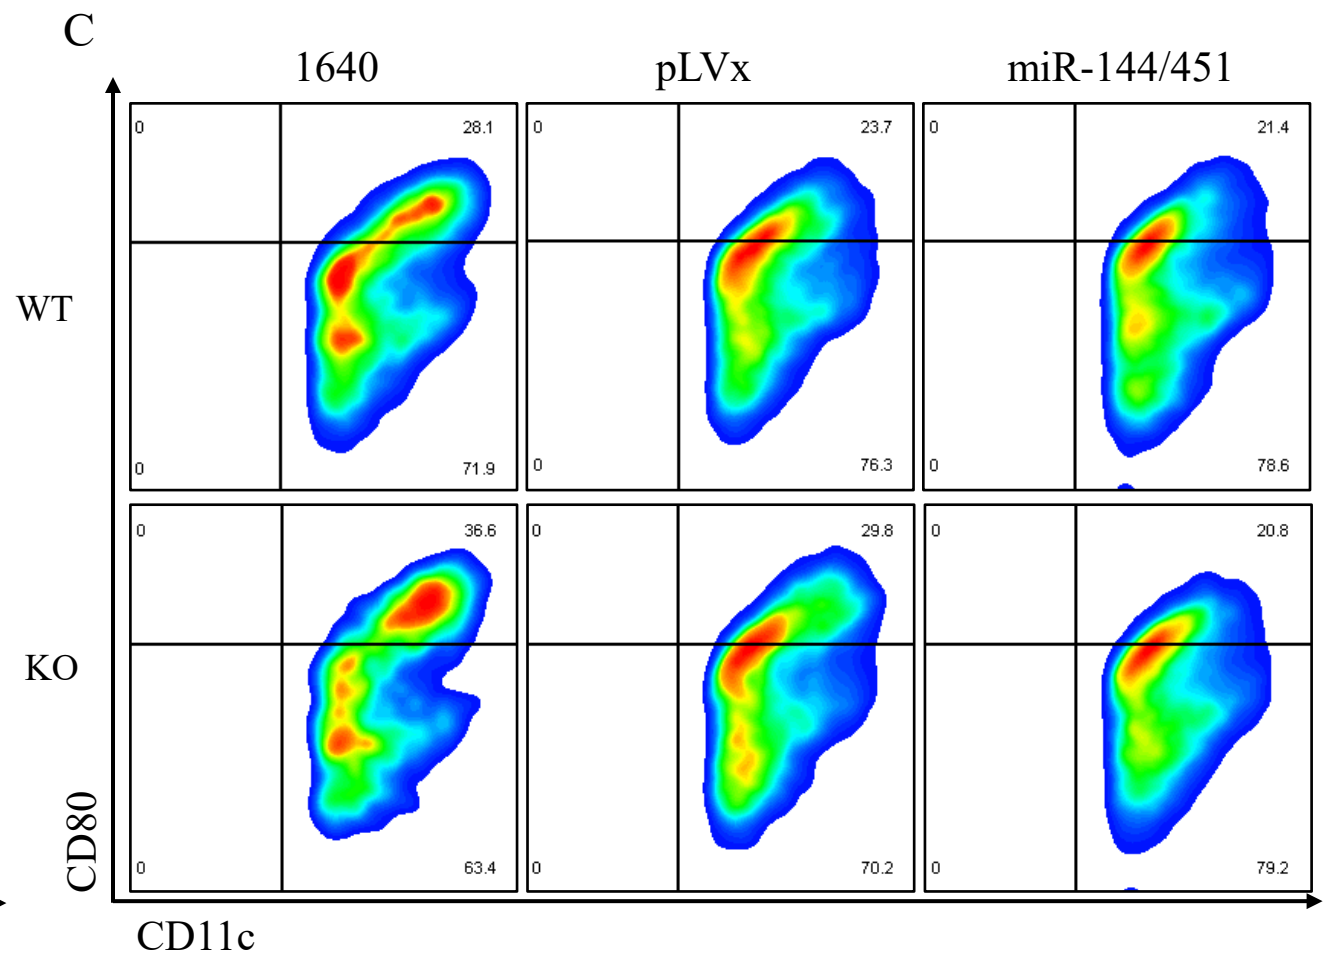 C
1640 pLVx miR-144/451
0 28.1 0 23.7 0 21.4
WT
0 71.9 0 76.3 0 78.6
0 36.6 0 29.8 0 20.8
KO
0 63.4 0 70.2 0 79.2
CD80
CD11c